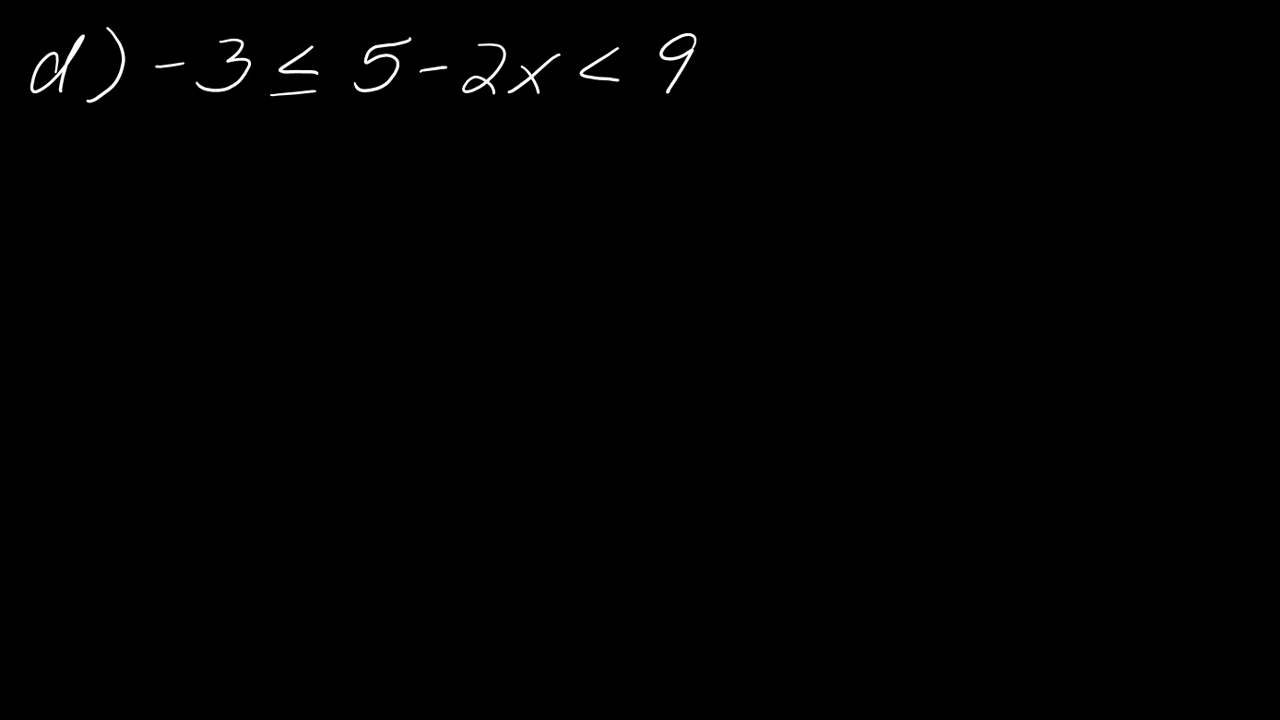 d) -3 ≤ 5 - 2x < 9